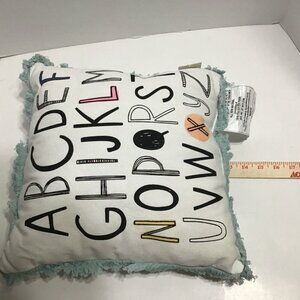 ABCDEF
GHIJKLM
NOPQRST
UVWXYZ